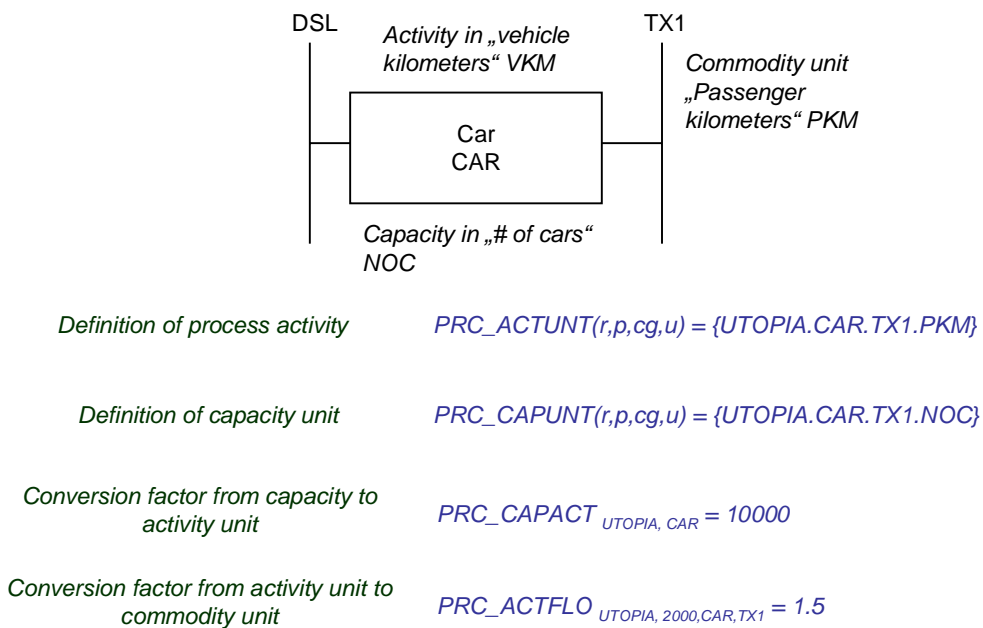 DSL
Activity in „vehicle
kilometers“ VKM
TX1
Commodity unit
„Passenger
kilometers“ PKM
Car
CAR
Capacity in „# of cars“
NOC
Definition of process activity
PRC_ACTUNT(r,p,cg,u) = {UTOPIA.CAR.TX1.PKM}
Definition of capacity unit
PRC_CAPUNT(r,p,cg,u) = {UTOPIA.CAR.TX1.NOC}
Conversion factor from capacity to
activity unit
PRC_CAPACT UTOPIA, CAR = 10000
Conversion factor from activity unit to
commodity unit
PRC_ACTFLO UTOPIA, 2000,CAR,TX1 = 1.5